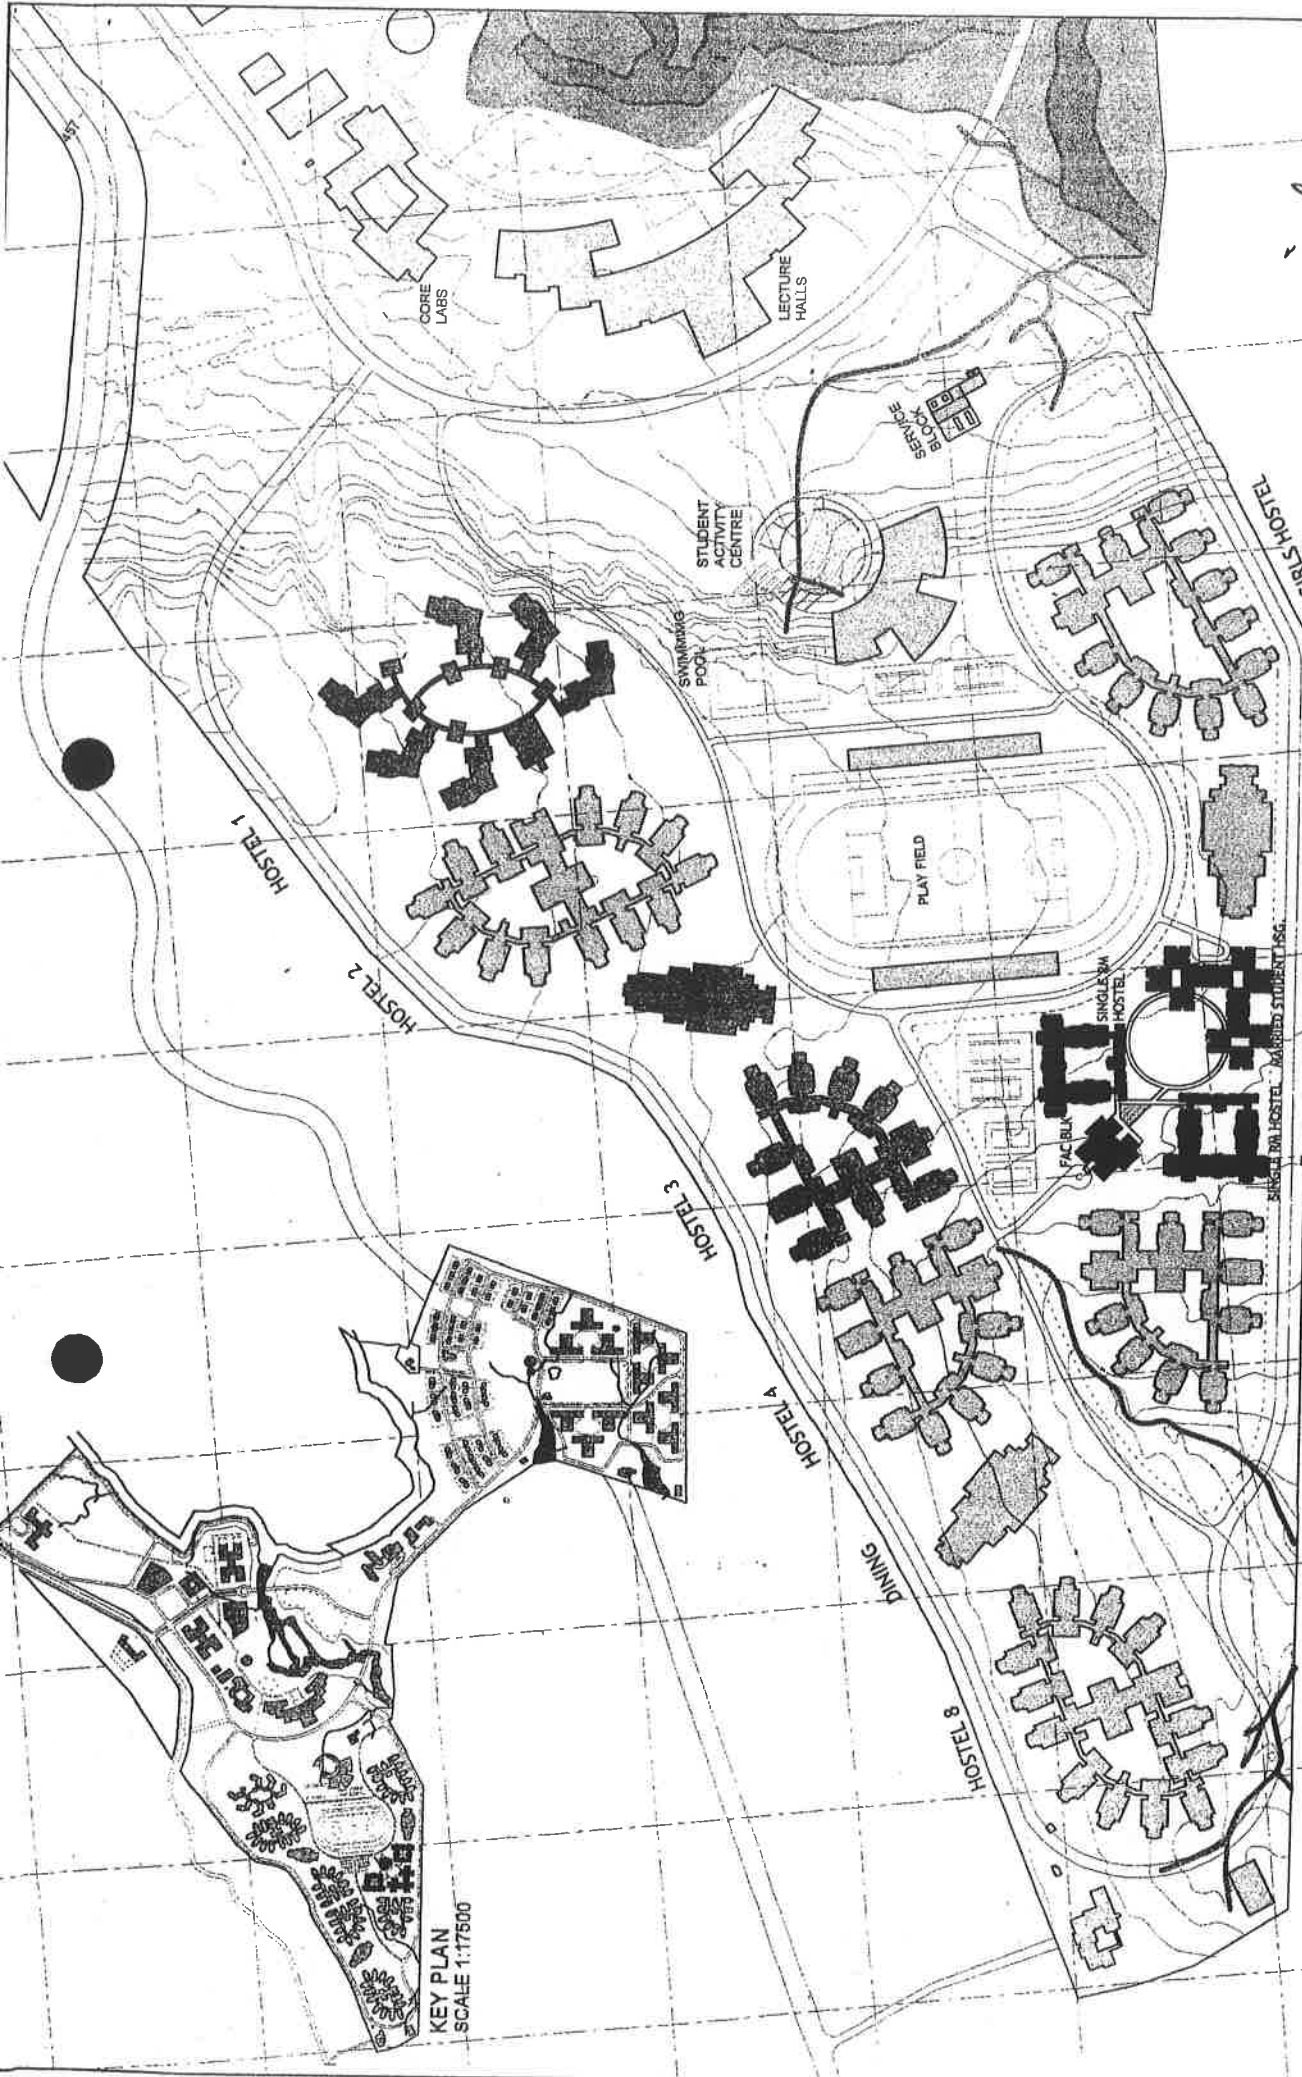 CORE
LABS
LECTURE
HALLS
SERVICE
BLOCK
STUDENT
ACTIVITY
CENTRE
SWIMMING
POOL
HOSTEL 1
HOSTEL 2
HOSTEL 3
HOSTEL 4
DINING
HOSTEL 8
PLAY FIELD
SINGLE RM
HOSTEL
FAC BLK
SINGLE RM HOSTEL
MARRIED STUDENT HSG.
HOSTEL
KEY PLAN
SCALE 1:17500